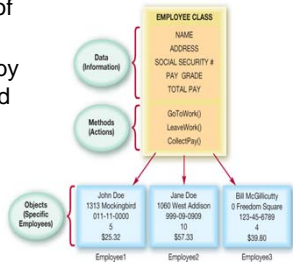 of
by
d
EMPLOYEE CLASS
Data
(Information)
NAME
ADDRESS
SOCIAL SECURITY #
PAY GRADE
TOTAL PAY
Methods
(Actions)
GoToWork()
LeaveWork()
CollectPay()
Objects
(Specific
Employees)
John Doe
1313 Mockingbird
011-11-0000
5
$25.32
Employee1
Jane Doe
1060 West Addison
999-09-0909
10
$57.33
Employee2
Bill McGillicutty
0 Freedom Square
123-45-6789
4
$39.80
Employee3